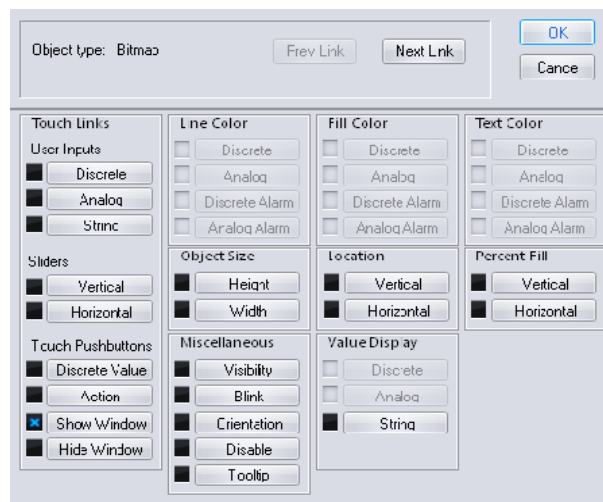 Object type: Bitmap
Prev Link
Next Link
OK
Cancel
Touch Links
User Inputs
Discrete
Analog
String
Sliders
Vertical
Horizontal
Touch Pushbuttons
Discrete Value
Action
Show Window
Hide Window
Line Color
Discrete
Analog
Discrete Alarm
Analog Alarm
Object Size
Height
Width
Miscellaneous
Visibility
Blink
Orientation
Disable
Tooltip
Fill Color
Discrete
Analog
Discrete Alarm
Analog Alarm
Location
Vertical
Horizontal
Value Display
Discrete
Analog
String
Text Color
Discrete
Analog
Discrete Alarm
Analog Alarm
Percent Fill
Vertical
Horizontal